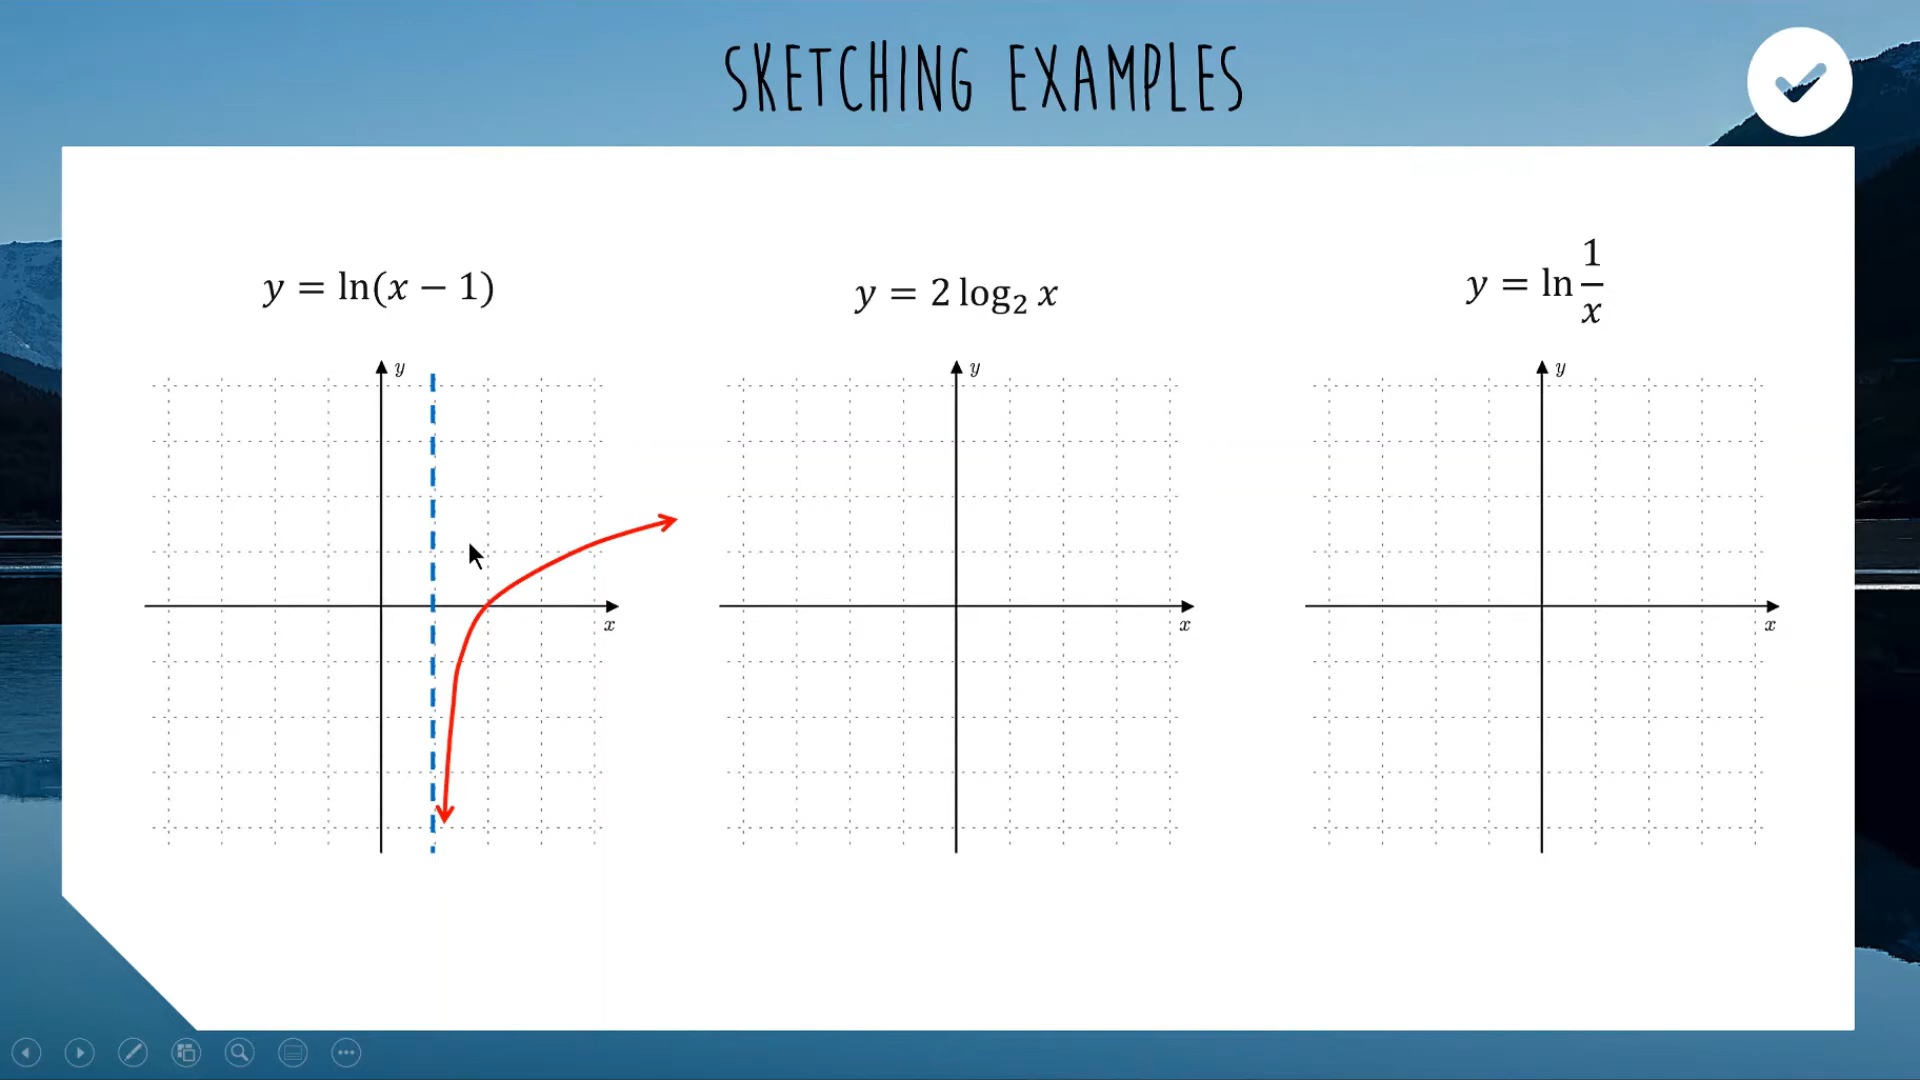 SKETCHING EXAMPLES
y = ln(x − 1)
y = 2 log₂ x
y = ln 1/x
y
y
y
x
x
x